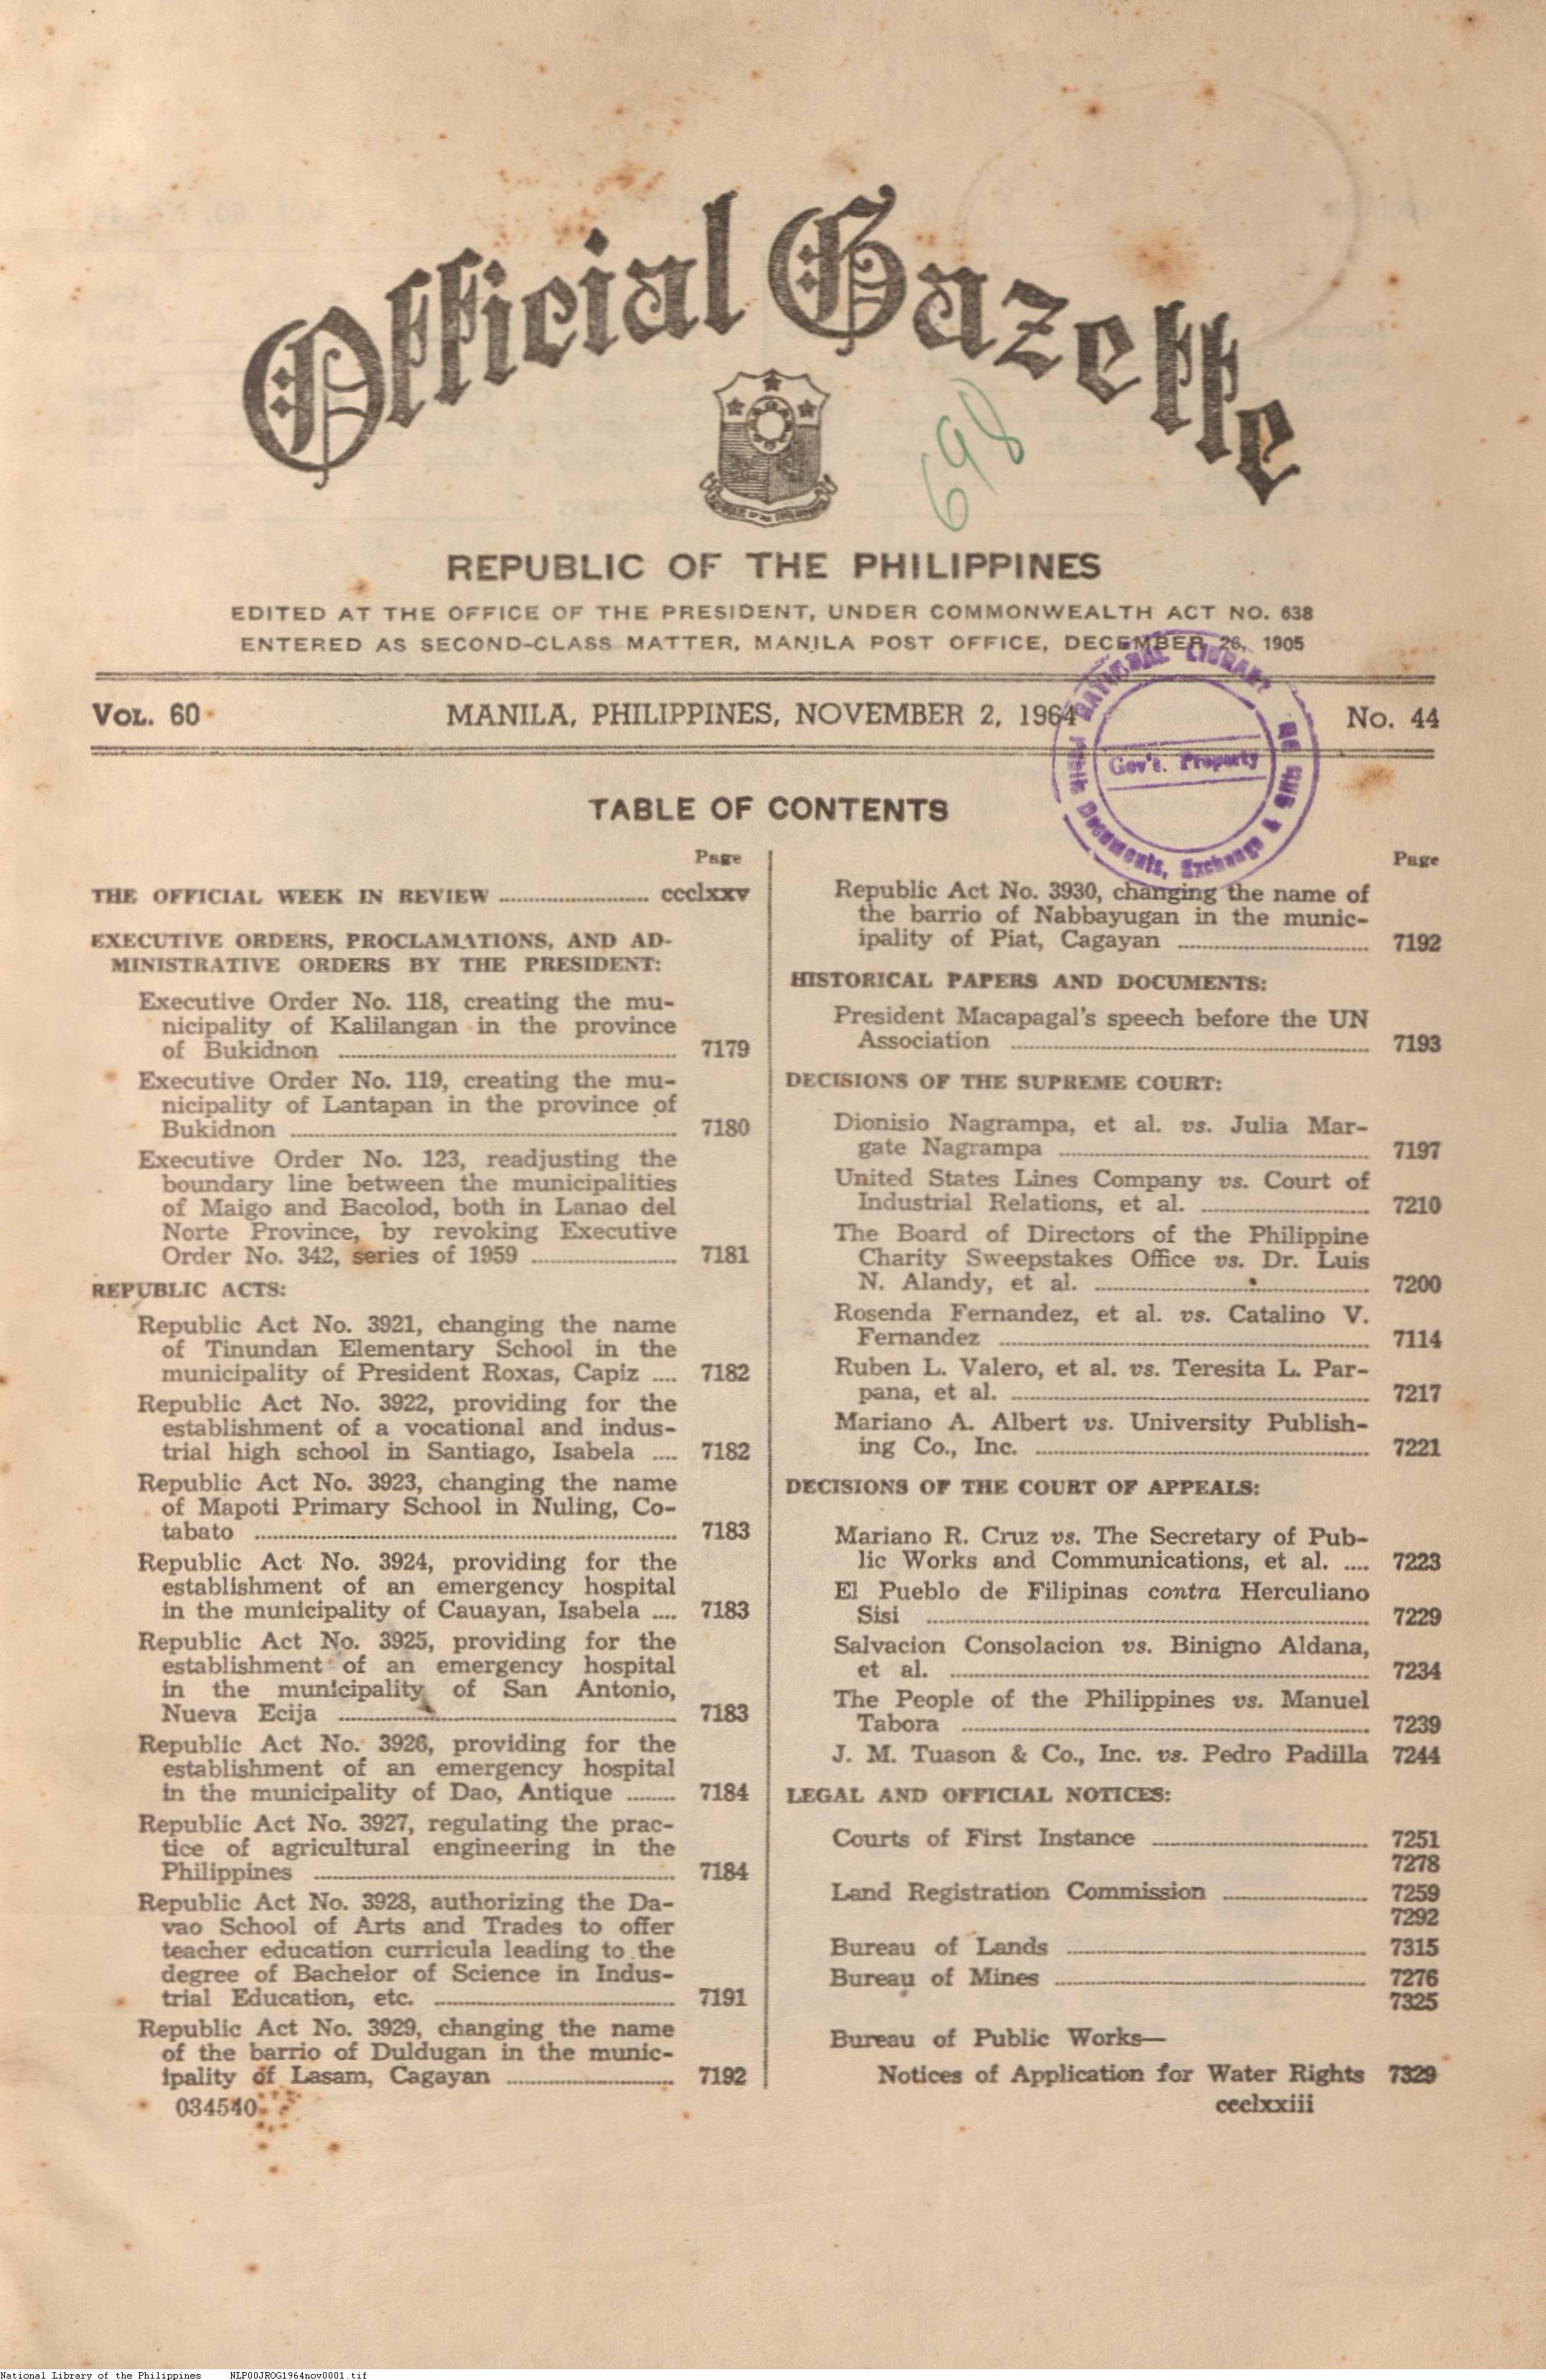 Official Gazette
698
REPUBLIC OF THE PHILIPPINES
EDITED AT THE OFFICE OF THE PRESIDENT, UNDER COMMONWEALTH ACT NO. 638
ENTERED AS SECOND-CLASS MATTER, MANILA POST OFFICE, DECEMBER 26, 1905
VOL. 60
MANILA, PHILIPPINES, NOVEMBER 2, 1964
No. 44
NATIONAL LIBRARY
Gov't. Property
TABLE OF CONTENTS
Page
THE OFFICIAL WEEK IN REVIEW ........................ ccclxxv
EXECUTIVE ORDERS, PROCLAMATIONS, AND AD-
MINISTRATIVE ORDERS BY THE PRESIDENT:
Executive Order No. 118, creating the mu-
nicipality of Kalilangan in the province
of Bukidnon ........................ 7179
Executive Order No. 119, creating the mu-
nicipality of Lantapan in the province of
Bukidnon ........................ 7180
Executive Order No. 123, readjusting the
boundary line between the municipalities
of Maigo and Bacolod, both in Lanao del
Norte Province, by revoking Executive
Order No. 342, series of 1959 ........................ 7181
REPUBLIC ACTS:
Republic Act No. 3921, changing the name
of Tinundan Elementary School in the
municipality of President Roxas, Capiz .... 7182
Republic Act No. 3922, providing for the
establishment of a vocational and indus-
trial high school in Santiago, Isabela .... 7182
Republic Act No. 3923, changing the name
of Mapoti Primary School in Nuling, Co-
tabato ........................ 7183
Republic Act No. 3924, providing for the
establishment of an emergency hospital
in the municipality of Cauayan, Isabela .... 7183
Republic Act No. 3925, providing for the
establishment of an emergency hospital
in the municipality of San Antonio,
Nueva Ecija ........................ 7183
Republic Act No. 3926, providing for the
establishment of an emergency hospital
in the municipality of Dao, Antique ........ 7184
Republic Act No. 3927, regulating the prac-
tice of agricultural engineering in the
Philippines ........................ 7184
Republic Act No. 3928, authorizing the Da-
vao School of Arts and Trades to offer
teacher education curricula leading to the
degree of Bachelor of Science in Indus-
trial Education, etc. ........................ 7191
Republic Act No. 3929, changing the name
of the barrio of Duldugan in the munic-
ipality of Lasam, Cagayan ........................ 7192
034540
Page
Republic Act No. 3930, changing the name of
the barrio of Nabbayugan in the munic-
ipality of Piat, Cagayan ........................ 7192
HISTORICAL PAPERS AND DOCUMENTS:
President Macapagal's speech before the UN
Association ........................ 7193
DECISIONS OF THE SUPREME COURT:
Dionisio Nagrampa, et al. vs. Julia Mar-
gate Nagrampa ........................ 7197
United States Lines Company vs. Court of
Industrial Relations, et al. ........................ 7210
The Board of Directors of the Philippine
Charity Sweepstakes Office vs. Dr. Luis
N. Alandy, et al. ........................ 7200
Rosenda Fernandez, et al. vs. Catalino V.
Fernandez ........................ 7114
Ruben L. Valero, et al. vs. Teresita L. Par-
pana, et al. ........................ 7217
Mariano A. Albert vs. University Publish-
ing Co., Inc. ........................ 7221
DECISIONS OF THE COURT OF APPEALS:
Mariano R. Cruz vs. The Secretary of Pub-
lic Works and Communications, et al. .... 7223
El Pueblo de Filipinas contra Herculiano
Sisi ........................ 7229
Salvacion Consolacion vs. Binigno Aldana,
et al. ........................ 7234
The People of the Philippines vs. Manuel
Tabora ........................ 7239
J. M. Tuason & Co., Inc. vs. Pedro Padilla 7244
LEGAL AND OFFICIAL NOTICES:
Courts of First Instance ........................ 7251
7278
Land Registration Commission ........................ 7259
7292
Bureau of Lands ........................ 7315
Bureau of Mines ........................ 7276
7325
Bureau of Public Works—
Notices of Application for Water Rights 7329
ccclxxiii
National Library of the Philippines NLP00JROG1964nov0001.tif